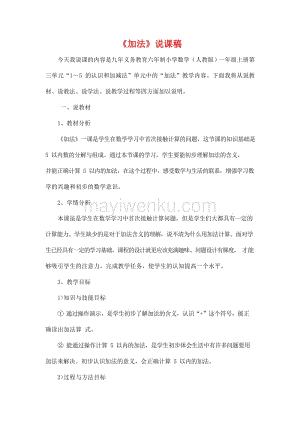 《加法》说课稿
今天我说课的内容是九年义务教育六年制小学数学（人教版）一年级上册第
三单元“1～5 的认识和加减法”单元中的“加法”教学内容。下面我将从说教
材、说教法、说学法、说教学过程等四方面加以说明。
一、说教材
1、教材分析
《加法》一课是学生在数学学习中首次接触计算的问题，这节课的知识基础是
5 以内数的分解与组成。通过本节课的学习，学生要能初步理解加法的含义，
并能正确计算 5 以内的加法，在这个过程中，感受数学与生活的联系，增强学习数
学的兴趣和初步的数学意识。
mayiwenku.com
2、学情分析
本课虽是学生在数学学习中首次接触计算问题，但是学生们大都具有一定的
计算能力，学生缺少的是对于加法含义的理解，说不读为什么用加法计算。面对学
生已经具有一定的学习基础，课程的设计就更应该充满趣味，问题设计有梯度， 才能
够吸引学生的注意力，完成教学任务，使学生的认知提高一个水平。
3、教学目标
1)知识与技能目标
① 通过操作演示，是学生初步了解加法的含义，认识“+”这个符号，能正
确读出加法算 式。
② 能通过操作计算 5 以内的加法，是学生初步体会生活中有许多问题要用
加法来解决。初步认识加法的意义，会正确计算 5 以内的加法。
2)过程与方法目标